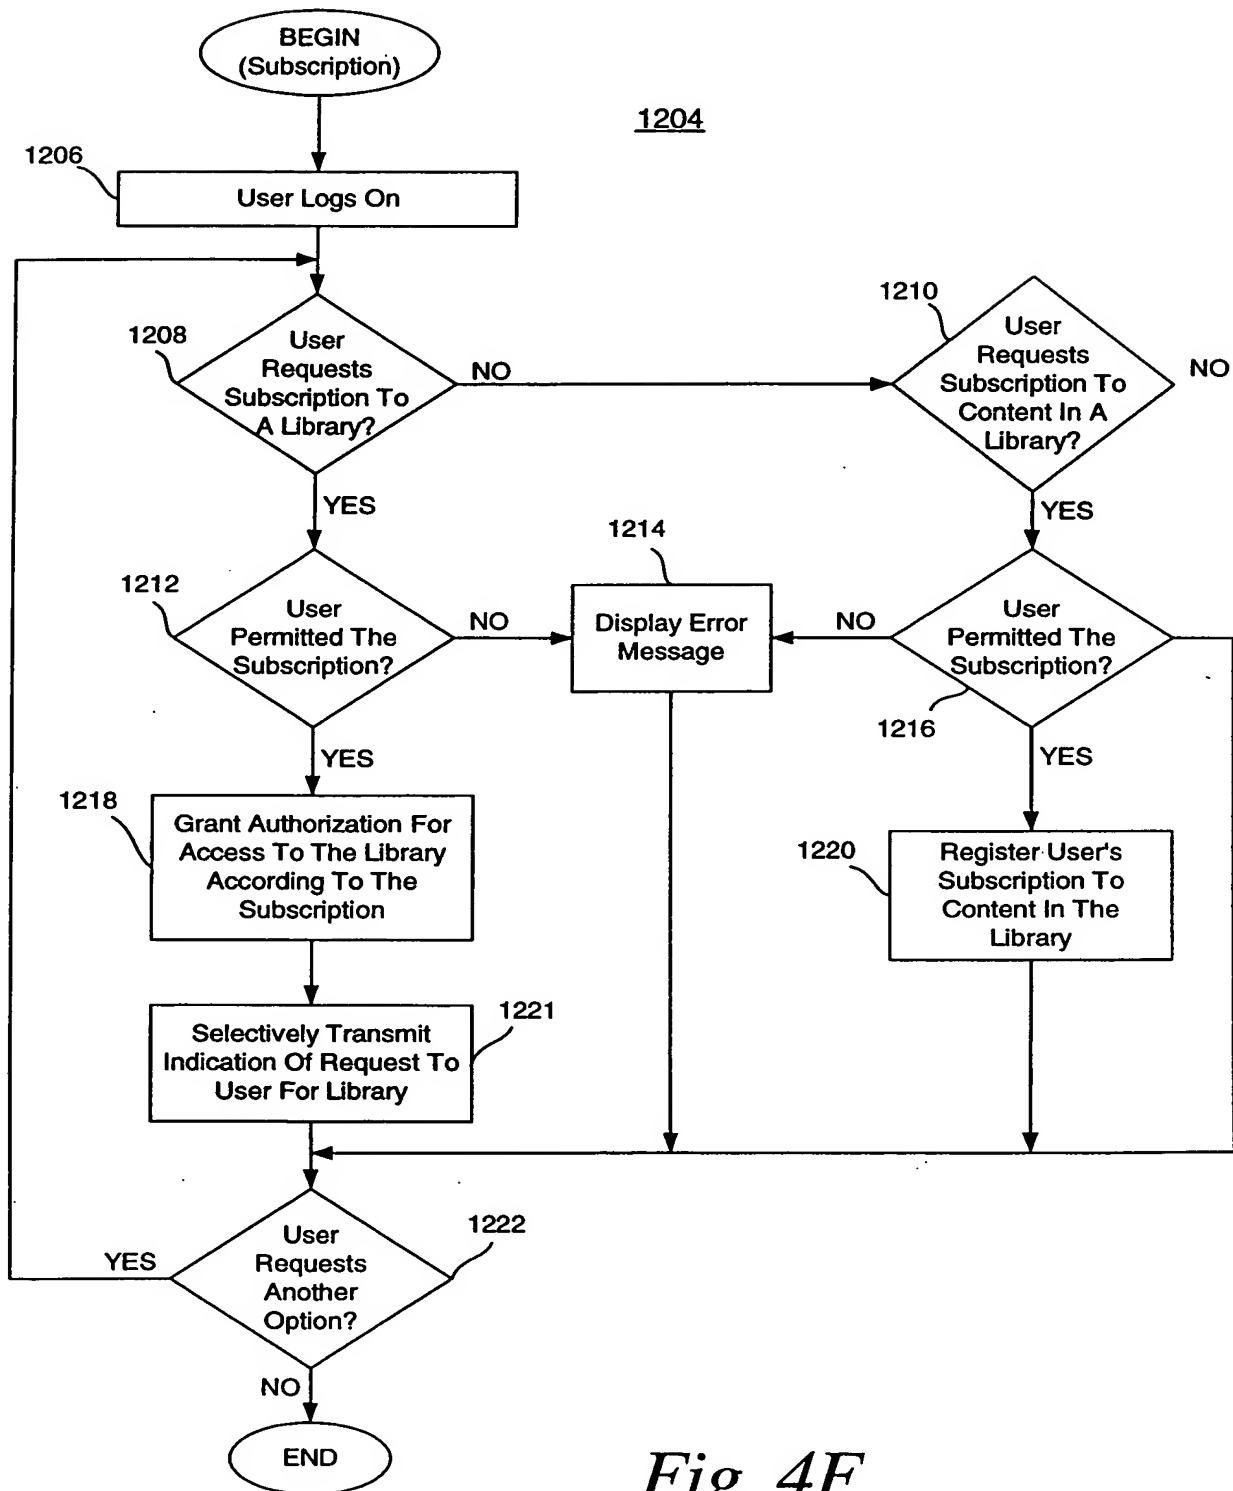 BEGIN
(Subscription)
1204
1206
User Logs On
1208
User
Requests
Subscription To
A Library?
NO
1210
User
Requests
Subscription To
Content In A
Library?
NO
YES
YES
1212
User
Permitted The
Subscription?
NO
1214
Display Error
Message
NO
User
Permitted The
Subscription?
1216
YES
YES
1218
Grant Authorization For
Access To The Library
According To The
Subscription
1220
Register User's
Subscription To
Content In The
Library
1221
Selectively Transmit
Indication Of Request To
User For Library
1222
User
Requests
Another
Option?
YES
NO
END